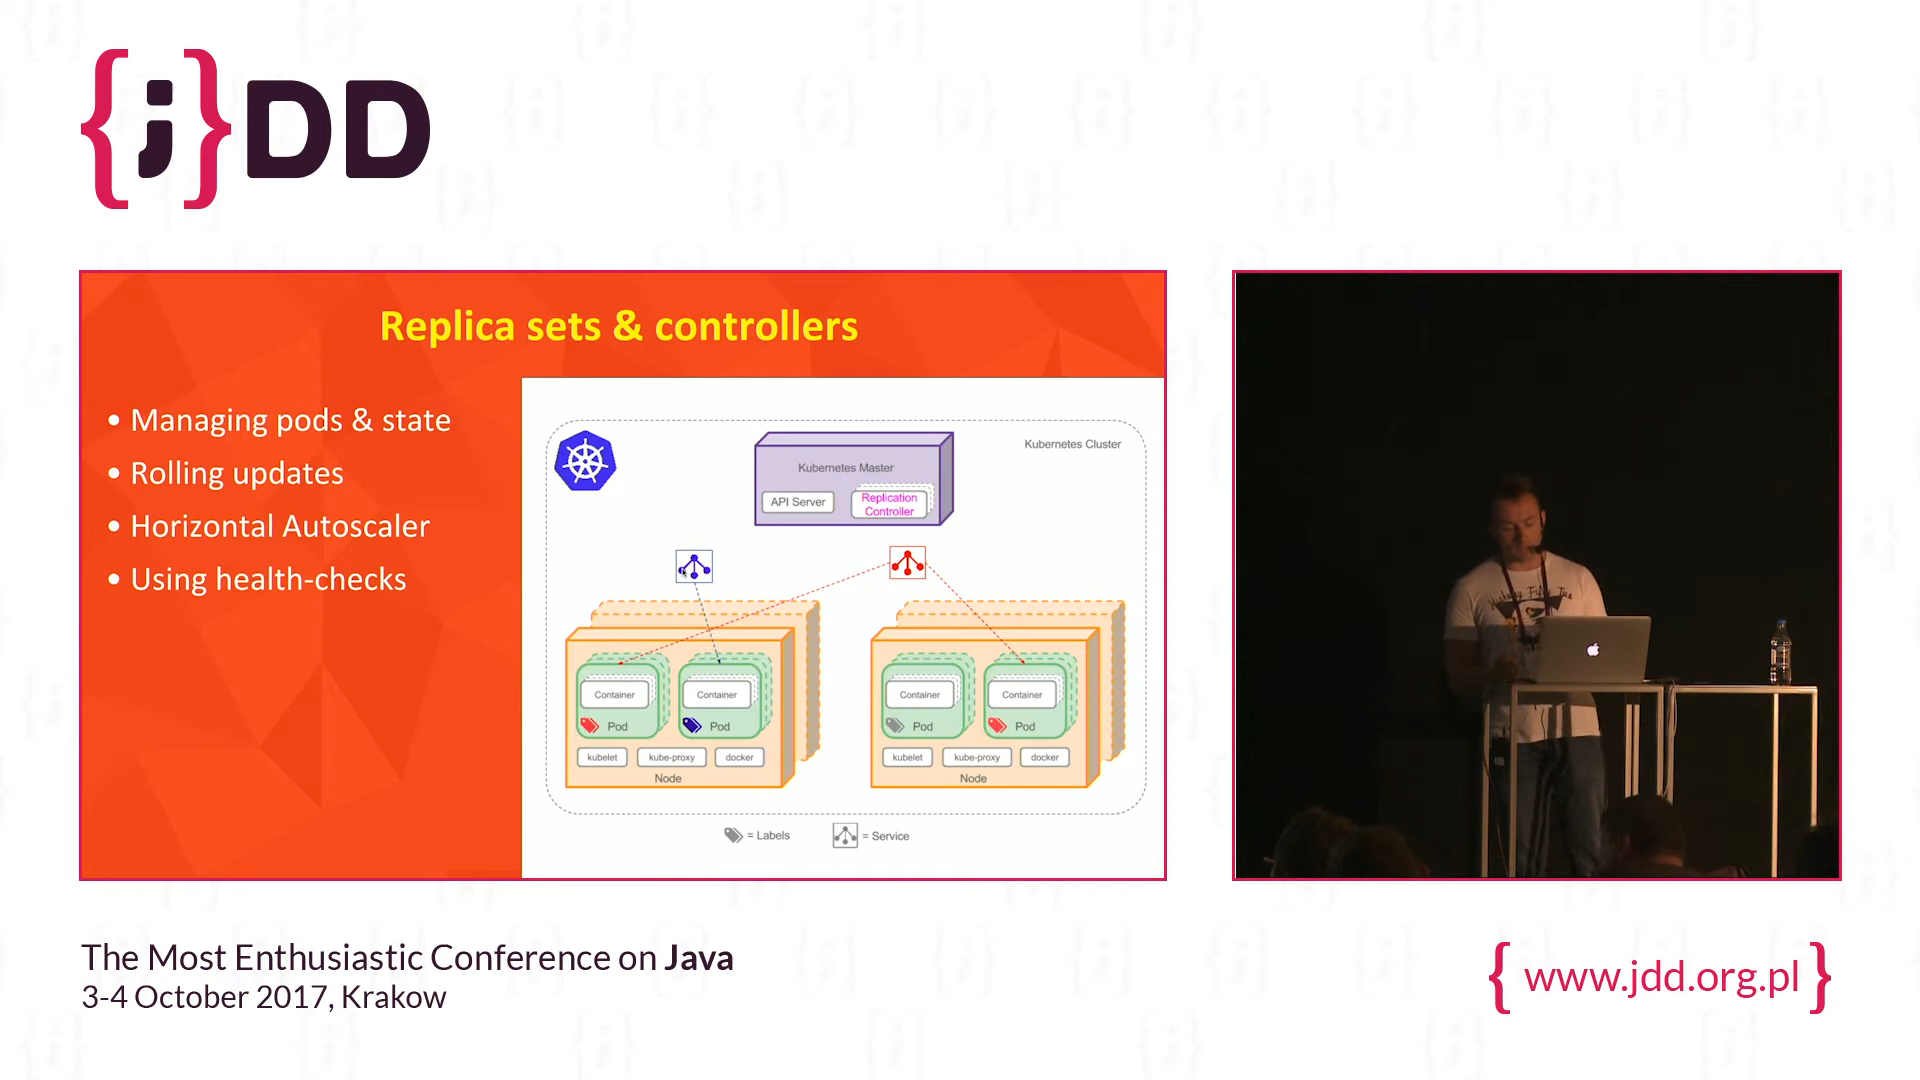 {;}DD
Replica sets & controllers
• Managing pods & state
• Rolling updates
• Horizontal Autoscaler
• Using health-checks
Kubernetes Cluster
Kubernetes Master
API Server
Replication
Controller
Container
Container
Pod
Pod
kubelet
kube-proxy
docker
Node
Container
Container
Pod
Pod
kubelet
kube-proxy
docker
Node
= Labels
= Service
The Most Enthusiastic Conference on Java
3-4 October 2017, Krakow
{ www.jdd.org.pl }